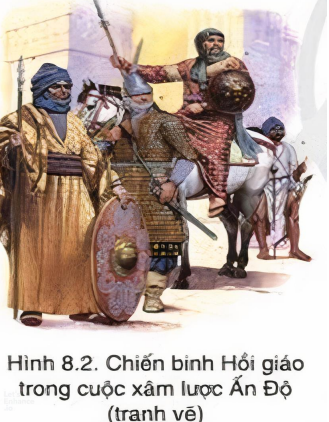 Hình 8.2. Chiến binh Hồi giáo
trong cuộc xâm lược Ấn Độ
(tranh vẽ)